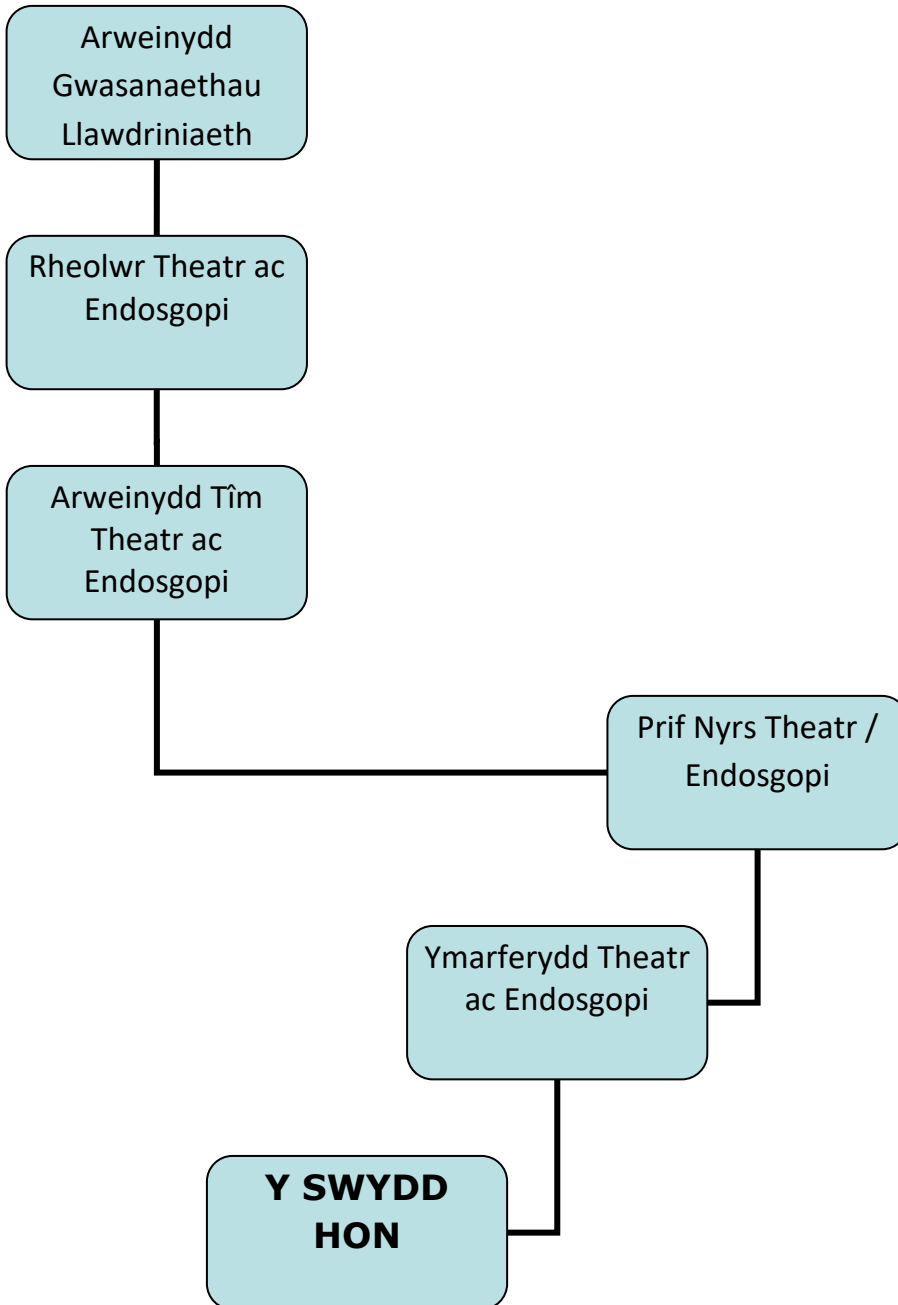 Arweinydd
Gwasanaethau
Llawdriniaeth
Rheolwr Theatr ac
Endosgopi
Arweinydd Tîm
Theatr ac
Endosgopi
Prif Nyrs Theatr /
Endosgopi
Ymarferydd Theatr
ac Endosgopi
Y SWYDD
HON